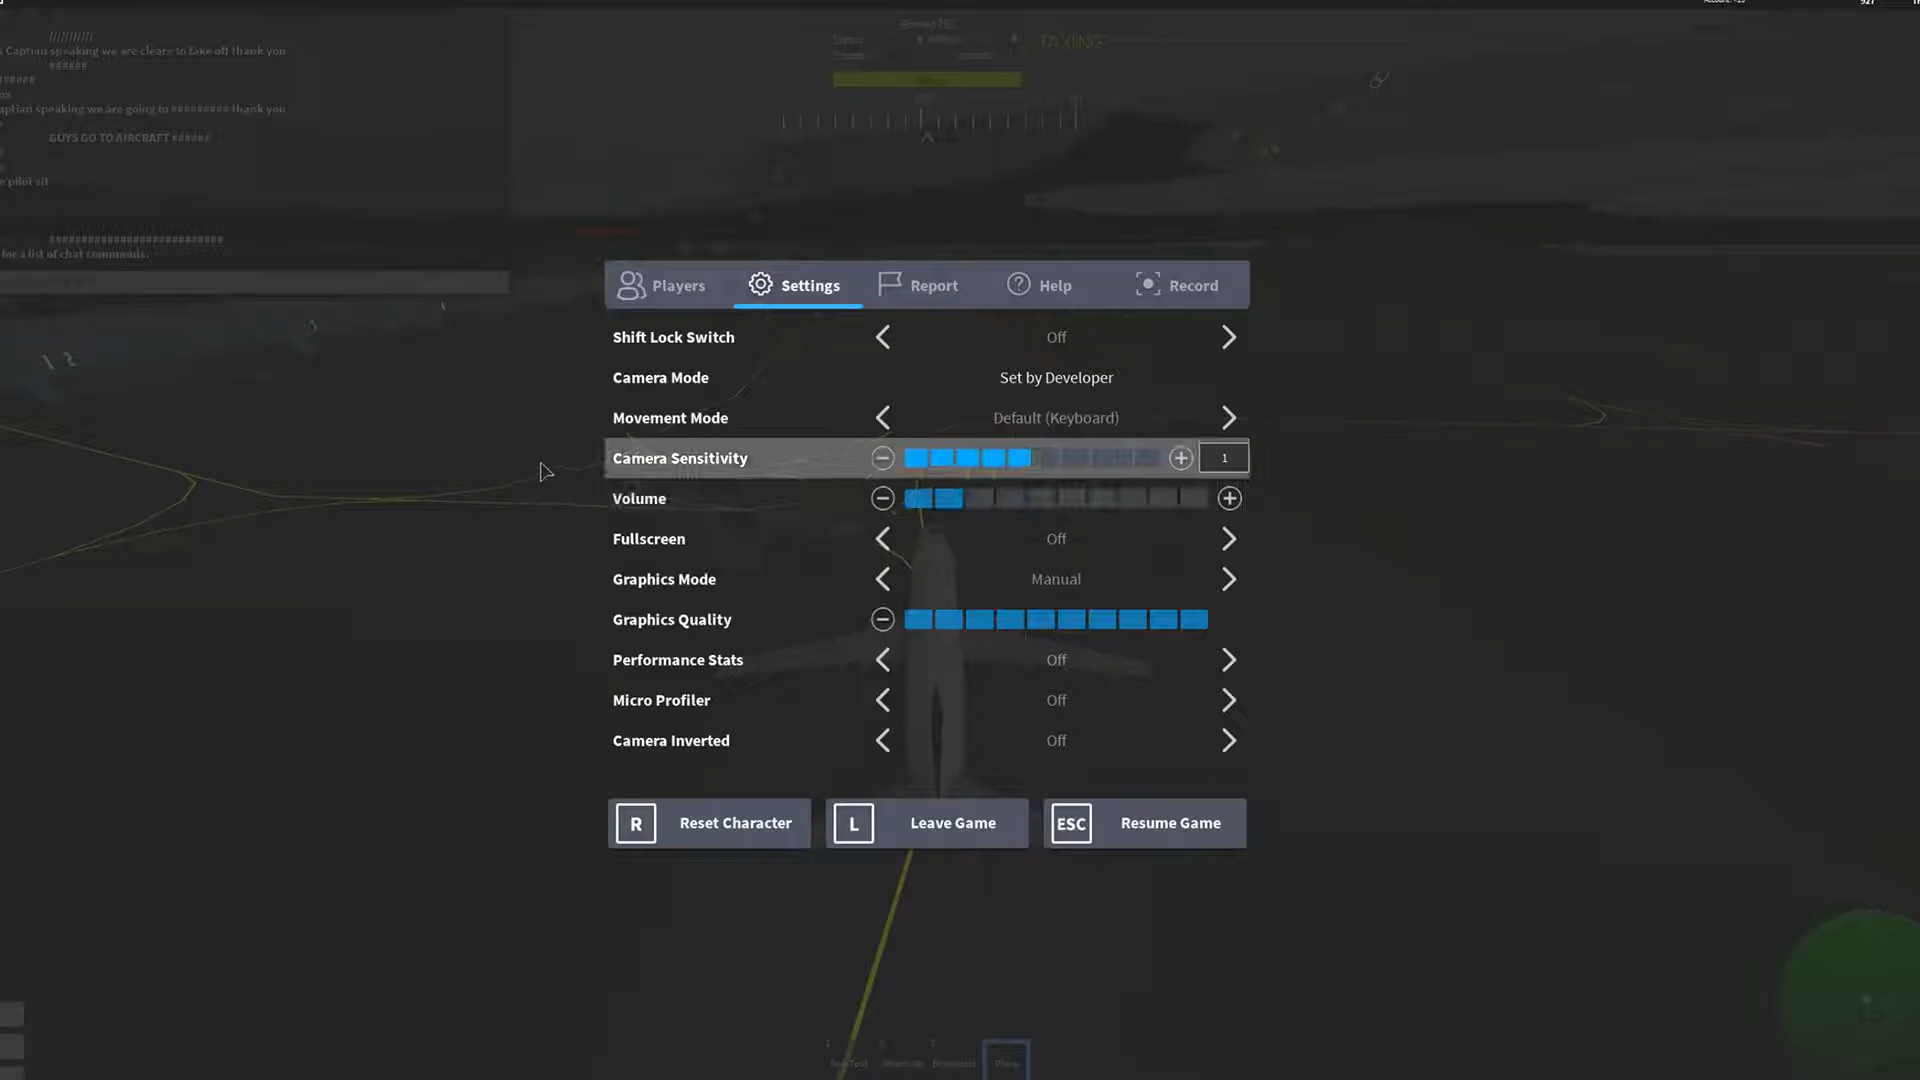 ///////////
Captian speaking we are cleare to take off thank you
######
######
aptian speaking we are going to ######### thank you
GUYS GO TO AIRCRAFT ######
e pilot sit
###########################
for a list of chat commands.
TAXIING
Players
Settings
Report
Help
Record
Shift Lock Switch
Off
Camera Mode
Set by Developer
Movement Mode
Default (Keyboard)
Camera Sensitivity
1
Volume
Fullscreen
Off
Graphics Mode
Manual
Graphics Quality
Performance Stats
Off
Micro Profiler
Off
Camera Inverted
Off
R Reset Character
L Leave Game
ESC Resume Game
Plane